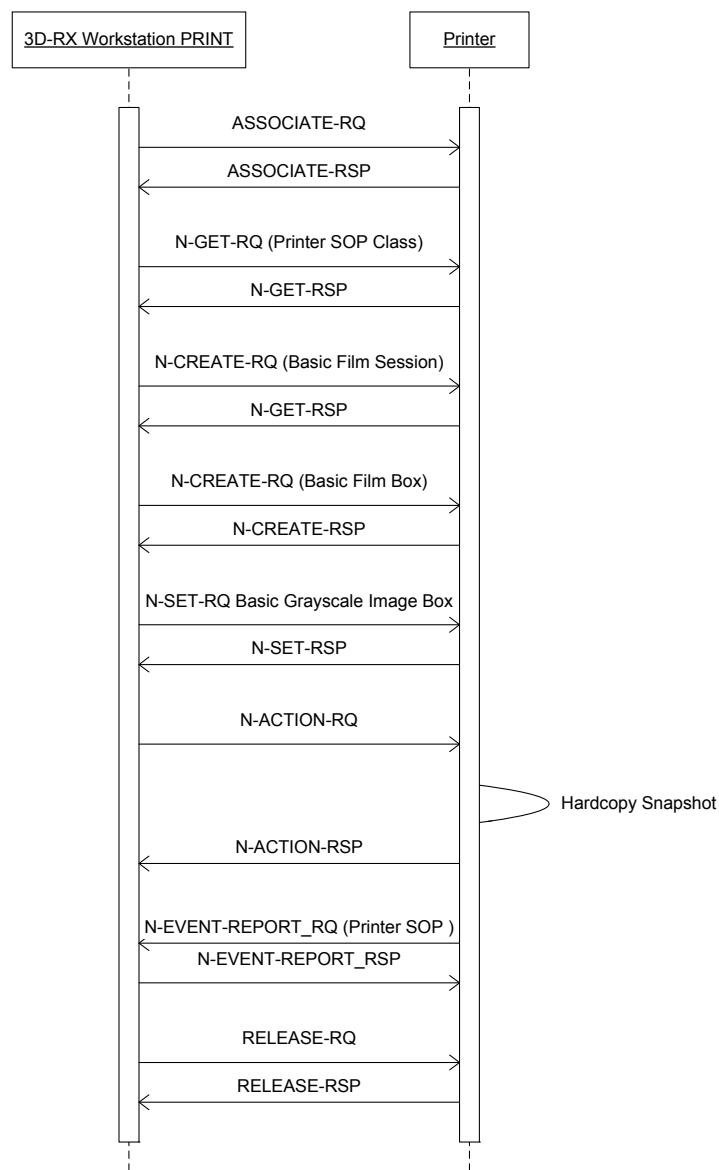 3D-RX Workstation PRINT
Printer
ASSOCIATE-RQ
ASSOCIATE-RSP
N-GET-RQ (Printer SOP Class)
N-GET-RSP
N-CREATE-RQ (Basic Film Session)
N-GET-RSP
N-CREATE-RQ (Basic Film Box)
N-CREATE-RSP
N-SET-RQ Basic Grayscale Image Box
N-SET-RSP
N-ACTION-RQ
Hardcopy Snapshot
N-ACTION-RSP
N-EVENT-REPORT_RQ (Printer SOP )
N-EVENT-REPORT_RSP
RELEASE-RQ
RELEASE-RSP